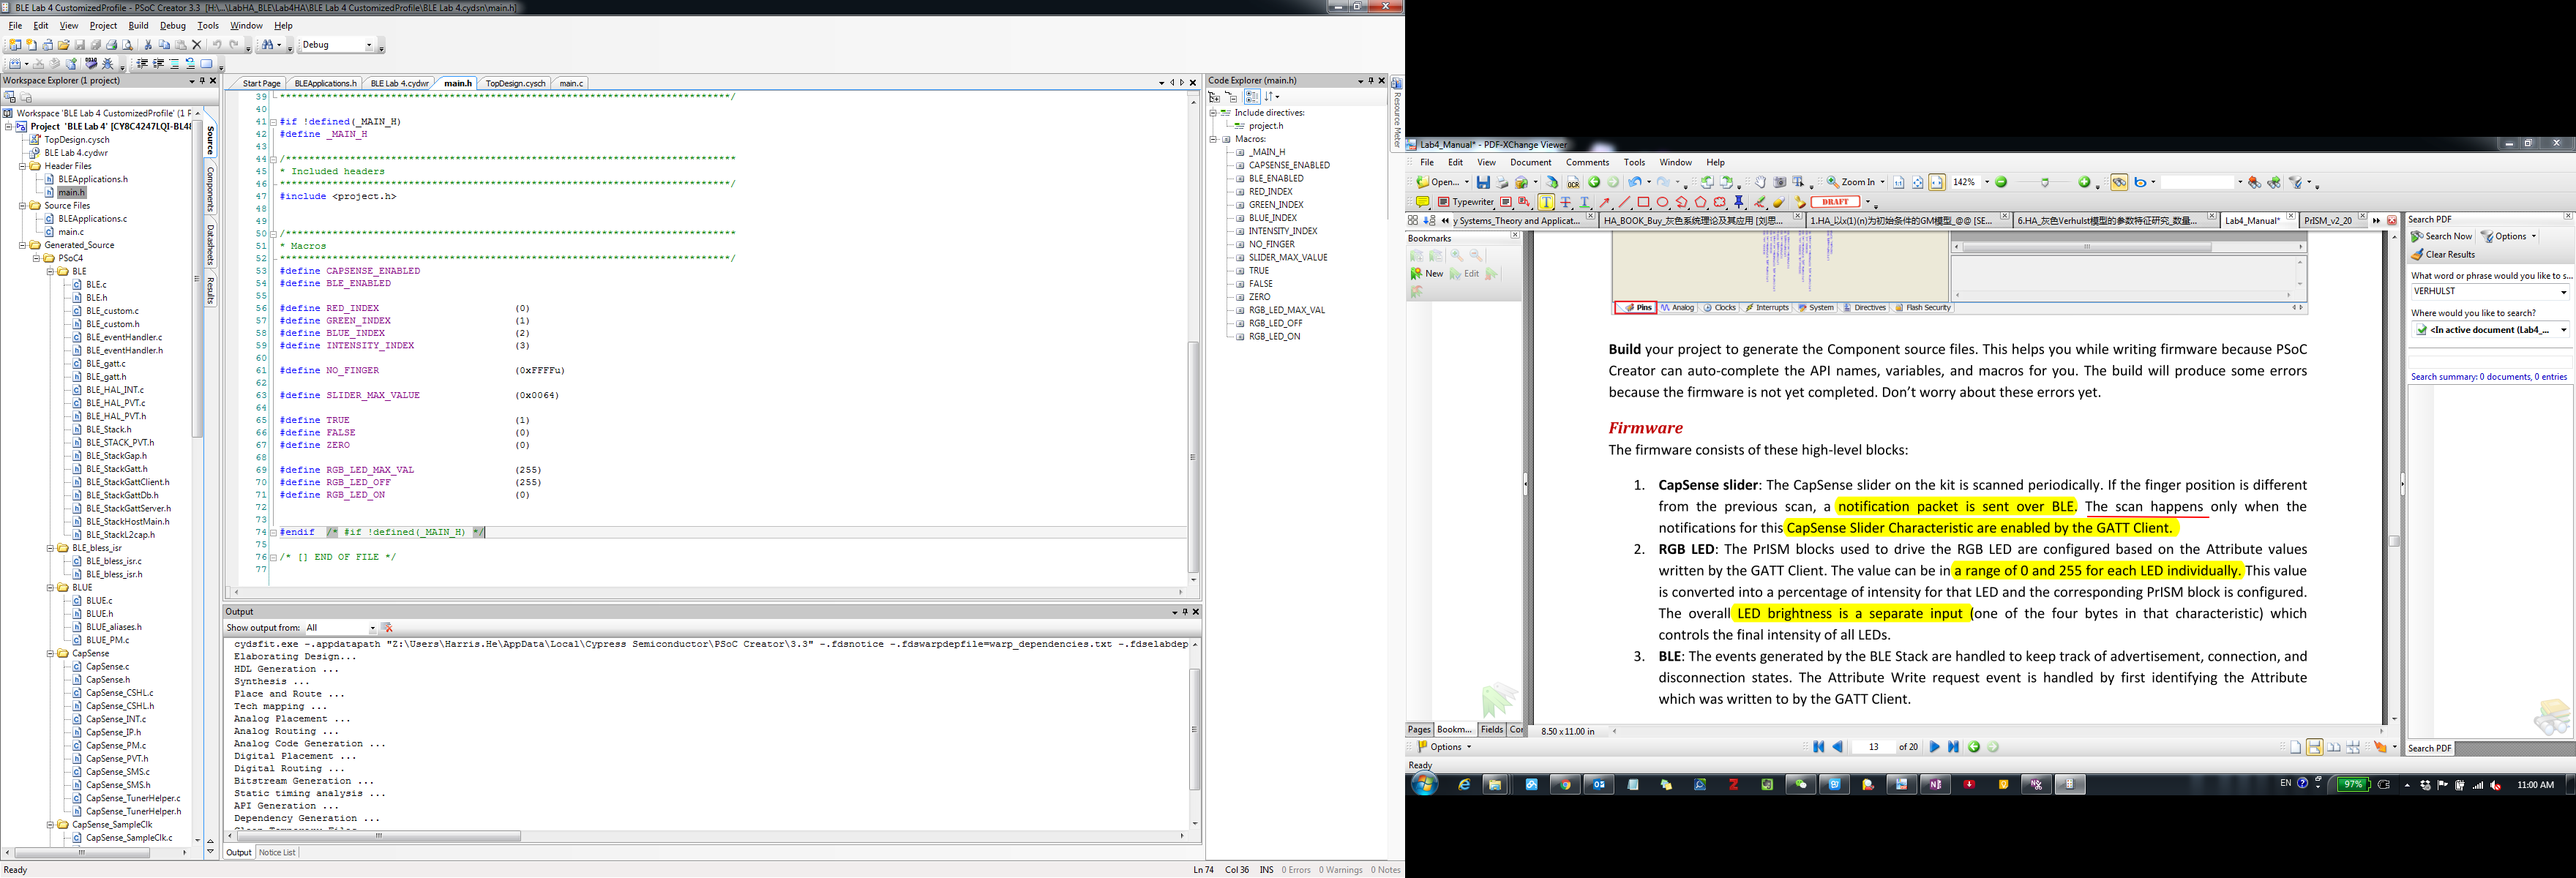 BLE Lab 4 CustomizedProfile - PSoC Creator 3.3 [H:\...\LabHA_BLE\Lab4HA\BLE Lab 4 CustomizedProfile\BLE Lab 4.cydsn\main.h]
File Edit View Project Build Debug Tools Window Help
Debug
Workspace Explorer (1 project)
Workspace 'BLE Lab 4 CustomizedProfile' (1 P
Project 'BLE Lab 4' [CY8C4247LQI-BL48
TopDesign.cysch
BLE Lab 4.cydwr
Header Files
BLEApplications.h
main.h
Source Files
BLEApplications.c
main.c
Generated_Source
PSoC4
BLE
BLE.c
BLE.h
BLE_custom.c
BLE_custom.h
BLE_eventHandler.c
BLE_eventHandler.h
BLE_gatt.c
BLE_gatt.h
BLE_HAL_INT.c
BLE_HAL_PVT.c
BLE_HAL_PVT.h
BLE_Stack.h
BLE_STACK_PVT.h
BLE_StackGap.h
BLE_StackGatt.h
BLE_StackGattClient.h
BLE_StackGattDb.h
BLE_StackGattServer.h
BLE_StackHostMain.h
BLE_StackL2cap.h
BLE_bless_isr
BLE_bless_isr.c
BLE_bless_isr.h
BLUE
BLUE.c
BLUE.h
BLUE_aliases.h
BLUE_PM.c
CapSense
CapSense.c
CapSense.h
CapSense_CSHL.c
CapSense_CSHL.h
CapSense_INT.c
CapSense_IP.h
CapSense_PM.c
CapSense_PVT.h
CapSense_SMS.c
CapSense_SMS.h
CapSense_TunerHelper.c
CapSense_TunerHelper.h
CapSense_SampleClk
CapSense_SampleClk.c
Source
Components
Datasheets
Results
Start Page BLEApplications.h BLE Lab 4.cydwr main.h TopDesign.cysch main.c
39 *******************************************************************************/
40
41 #if !defined(_MAIN_H)
42 #define _MAIN_H
43
44 /*******************************************************************************
45 * Included headers
46 *******************************************************************************/
47 #include <project.h>
48
49
50 /*******************************************************************************
51 * Macros
52 *******************************************************************************/
53 #define CAPSENSE_ENABLED
54 #define BLE_ENABLED
55
56 #define RED_INDEX (0)
57 #define GREEN_INDEX (1)
58 #define BLUE_INDEX (2)
59 #define INTENSITY_INDEX (3)
60
61 #define NO_FINGER (0xFFFFu)
62
63 #define SLIDER_MAX_VALUE (0x0064)
64
65 #define TRUE (1)
66 #define FALSE (0)
67 #define ZERO (0)
68
69 #define RGB_LED_MAX_VAL (255)
70 #define RGB_LED_OFF (255)
71 #define RGB_LED_ON (0)
72
73
74 #endif /* #if !defined(_MAIN_H) */
75
76 /* [] END OF FILE */
77
Output
Show output from: All
cydsfit.exe -.appdatapath "Z:\Users\Harris.He\AppData\Local\Cypress Semiconductor\PSoC Creator\3.3" -.fdsnotice -.fdswarpdepfile=warp_dependencies.txt -.fdselabdep
Elaborating Design...
HDL Generation ...
Synthesis ...
Place and Route ...
Tech mapping ...
Analog Placement ...
Analog Routing ...
Analog Code Generation ...
Digital Placement ...
Digital Routing ...
Bitstream Generation ...
Static timing analysis ...
API Generation ...
Dependency Generation ...
Output Notice List
Ready
Ln 74 Col 36 INS 0 Errors 0 Warnings 0 Notes
Code Explorer (main.h)
Include directives:
project.h
Macros:
_MAIN_H
CAPSENSE_ENABLED
BLE_ENABLED
RED_INDEX
GREEN_INDEX
BLUE_INDEX
INTENSITY_INDEX
NO_FINGER
SLIDER_MAX_VALUE
TRUE
FALSE
ZERO
RGB_LED_MAX_VAL
RGB_LED_OFF
RGB_LED_ON
Resource Meter
Lab4_Manual* - PDF-XChange Viewer
File Edit View Document Comments Tools Window Help
Open... OCR Zoom In 142%
Typewriter DRAFT
y Systems_Theory and Applicat... HA_BOOK_Buy_灰色系统理论及其应用 [刘思... 1.HA_以x(1)(n)为初始条件的GM模型_@@ [SE... 6.HA_灰色Verhulst模型的参数特征研究_数量... Lab4_Manual* PrISM_v2_20
Bookmarks
New Edit
Pins Analog Clocks Interrupts System Directives Flash Security
Build your project to generate the Component source files. This helps you while writing firmware because PSoC
Creator can auto-complete the API names, variables, and macros for you. The build will produce some errors
because the firmware is not yet completed. Don't worry about these errors yet.
Firmware
The firmware consists of these high-level blocks:
1. CapSense slider: The CapSense slider on the kit is scanned periodically. If the finger position is different
from the previous scan, a notification packet is sent over BLE. The scan happens only when the
notifications for this CapSense Slider Characteristic are enabled by the GATT Client.
2. RGB LED: The PrISM blocks used to drive the RGB LED are configured based on the Attribute values
written by the GATT Client. The value can be in a range of 0 and 255 for each LED individually. This value
is converted into a percentage of intensity for that LED and the corresponding PrISM block is configured.
The overall LED brightness is a separate input (one of the four bytes in that characteristic) which
controls the final intensity of all LEDs.
3. BLE: The events generated by the BLE Stack are handled to keep track of advertisement, connection, and
disconnection states. The Attribute Write request event is handled by first identifying the Attribute
which was written to by the GATT Client.
Pages Bookm... Fields Cor
8.50 x 11.00 in
Options
13 of 20
Ready
Search PDF
Search Now Options
Clear Results
What word or phrase would you like to s...
VERHULST
Where would you like to search?
<In active document (Lab4_...
Search summary: 0 documents, 0 entries
Search PDF
EN 97% 11:00 AM